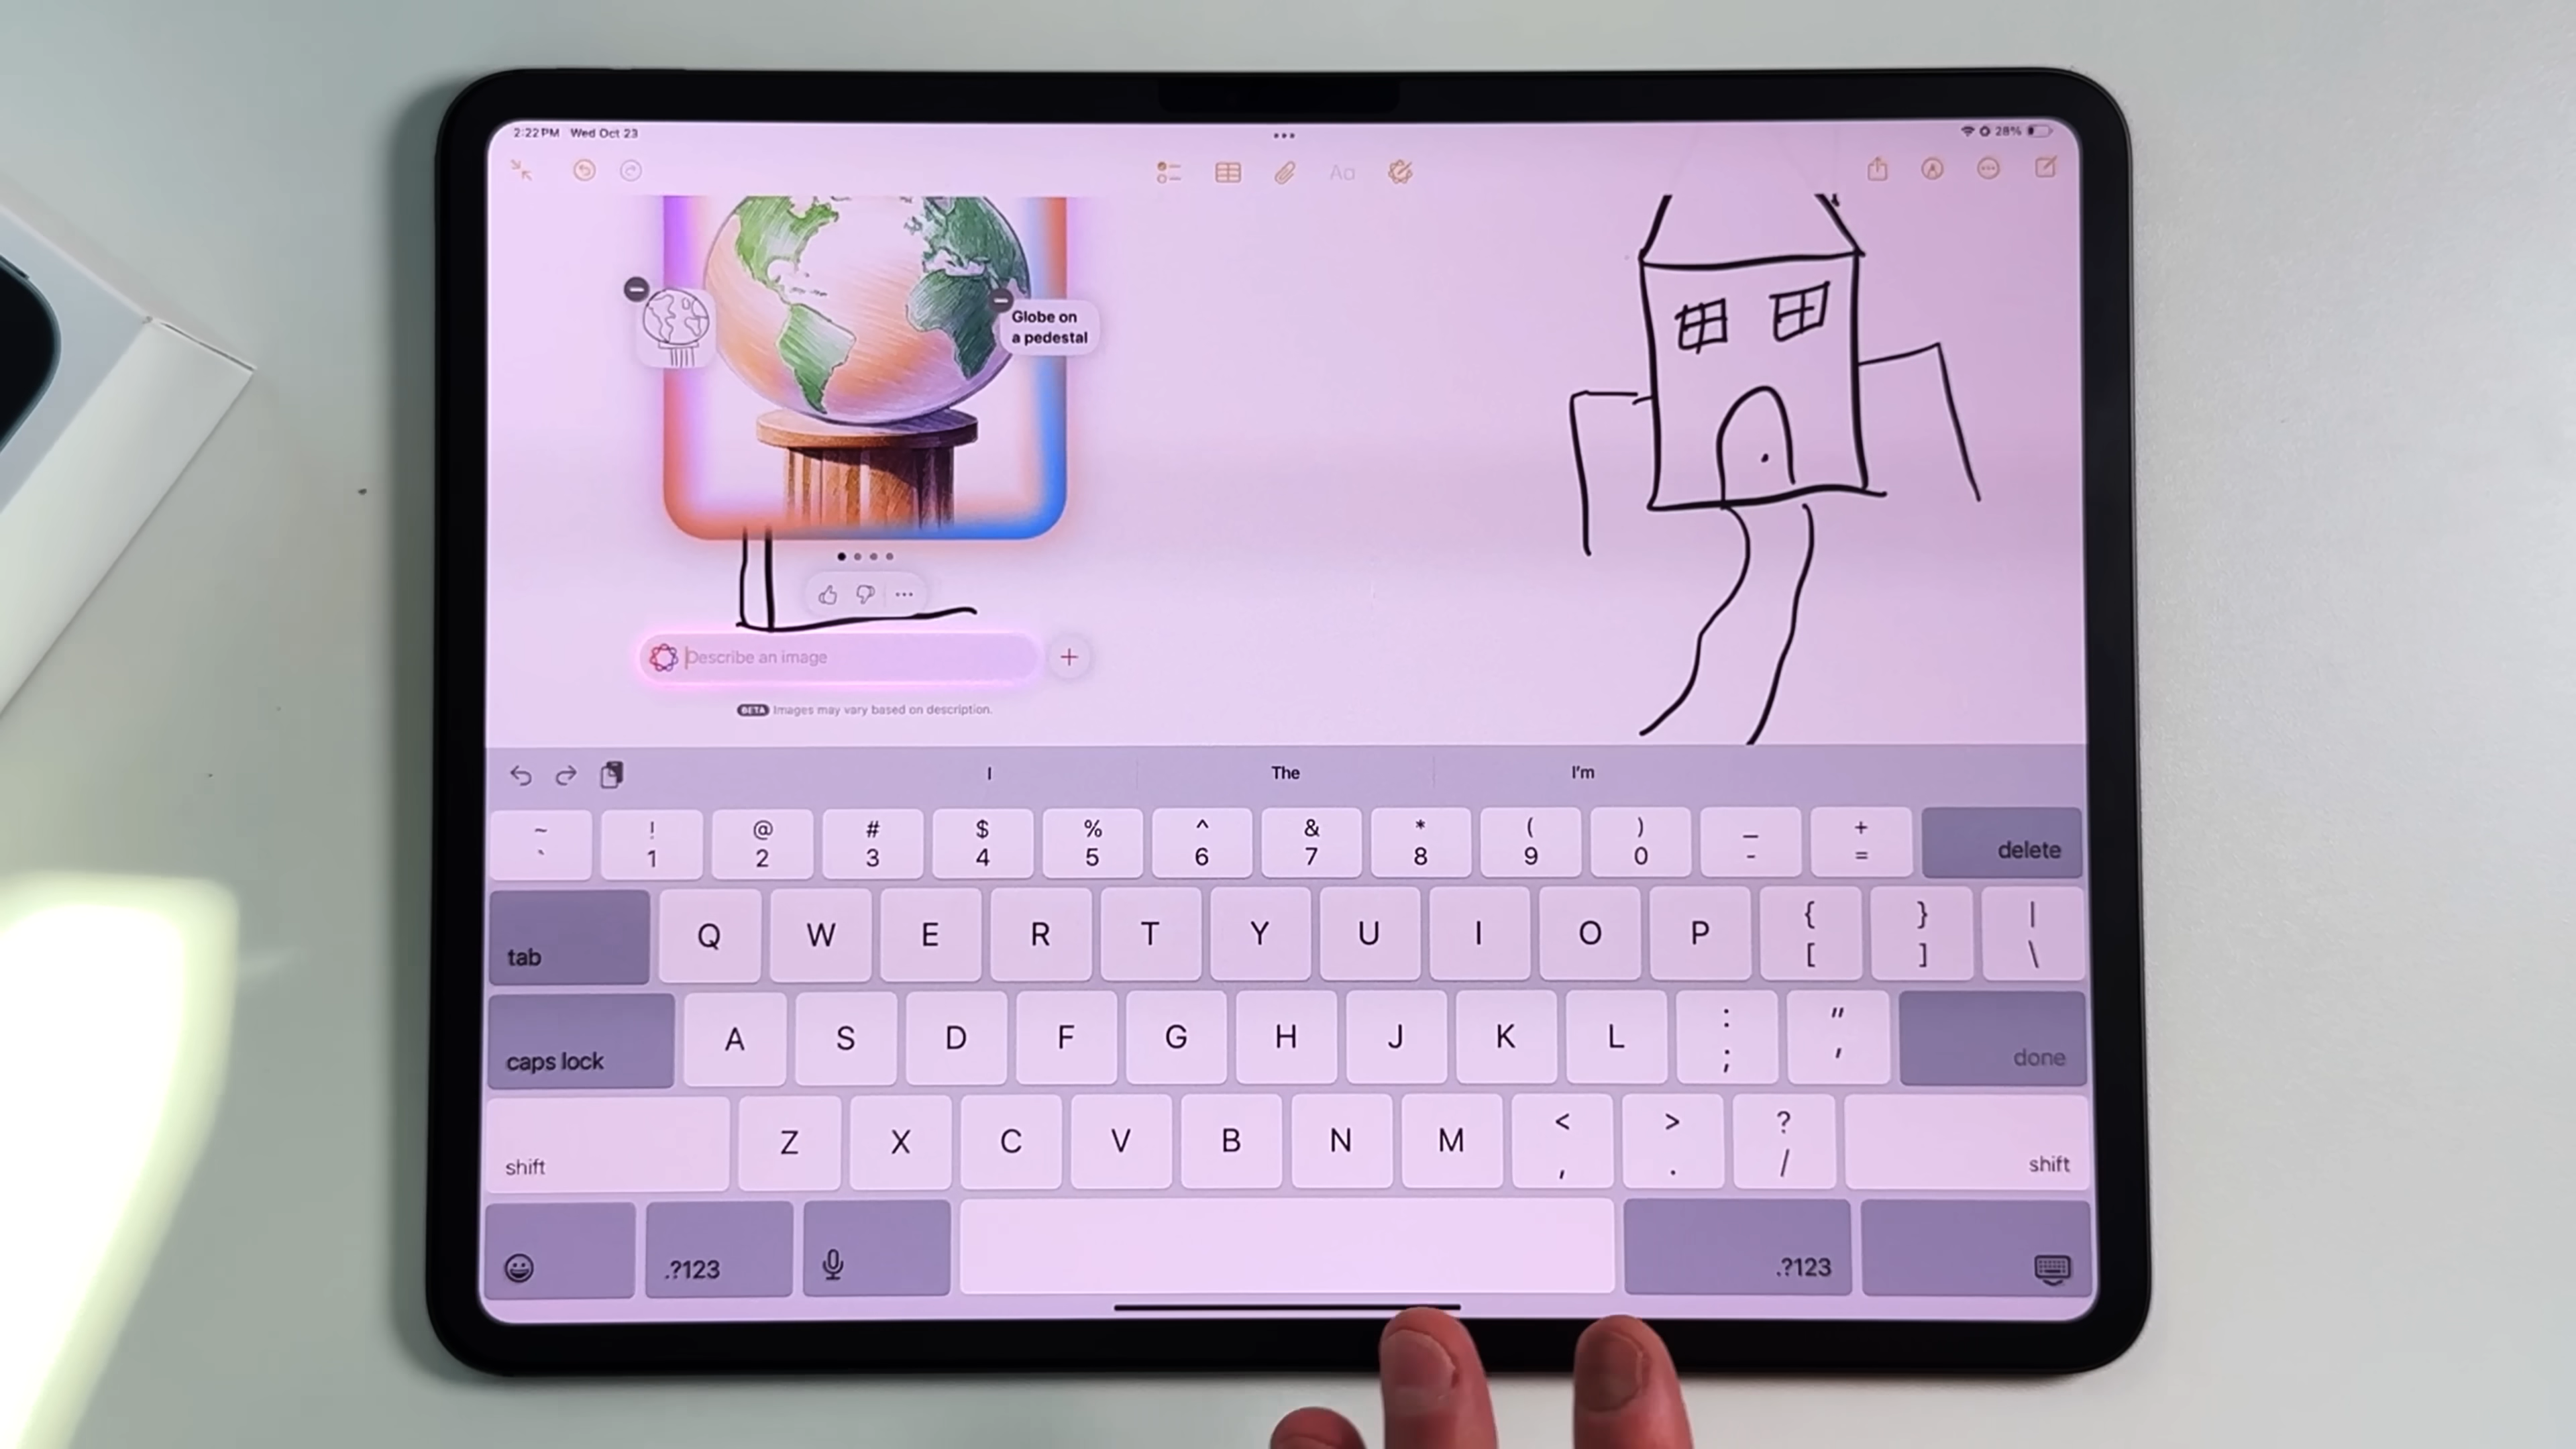 2:22 PM Wed Oct 23
28%
Aa
Globe on
a pedestal
Describe an image
BETA Images may vary based on description.
I The I'm
~ ! @ # $ % ^ & * ( ) _ +
` 1 2 3 4 5 6 7 8 9 0 - = delete
tab Q W E R T Y U I O P { [ } ] | \
caps lock A S D F G H J K L : ; " ' done
shift Z X C V B N M < , > . ? / shift
.?123 .?123